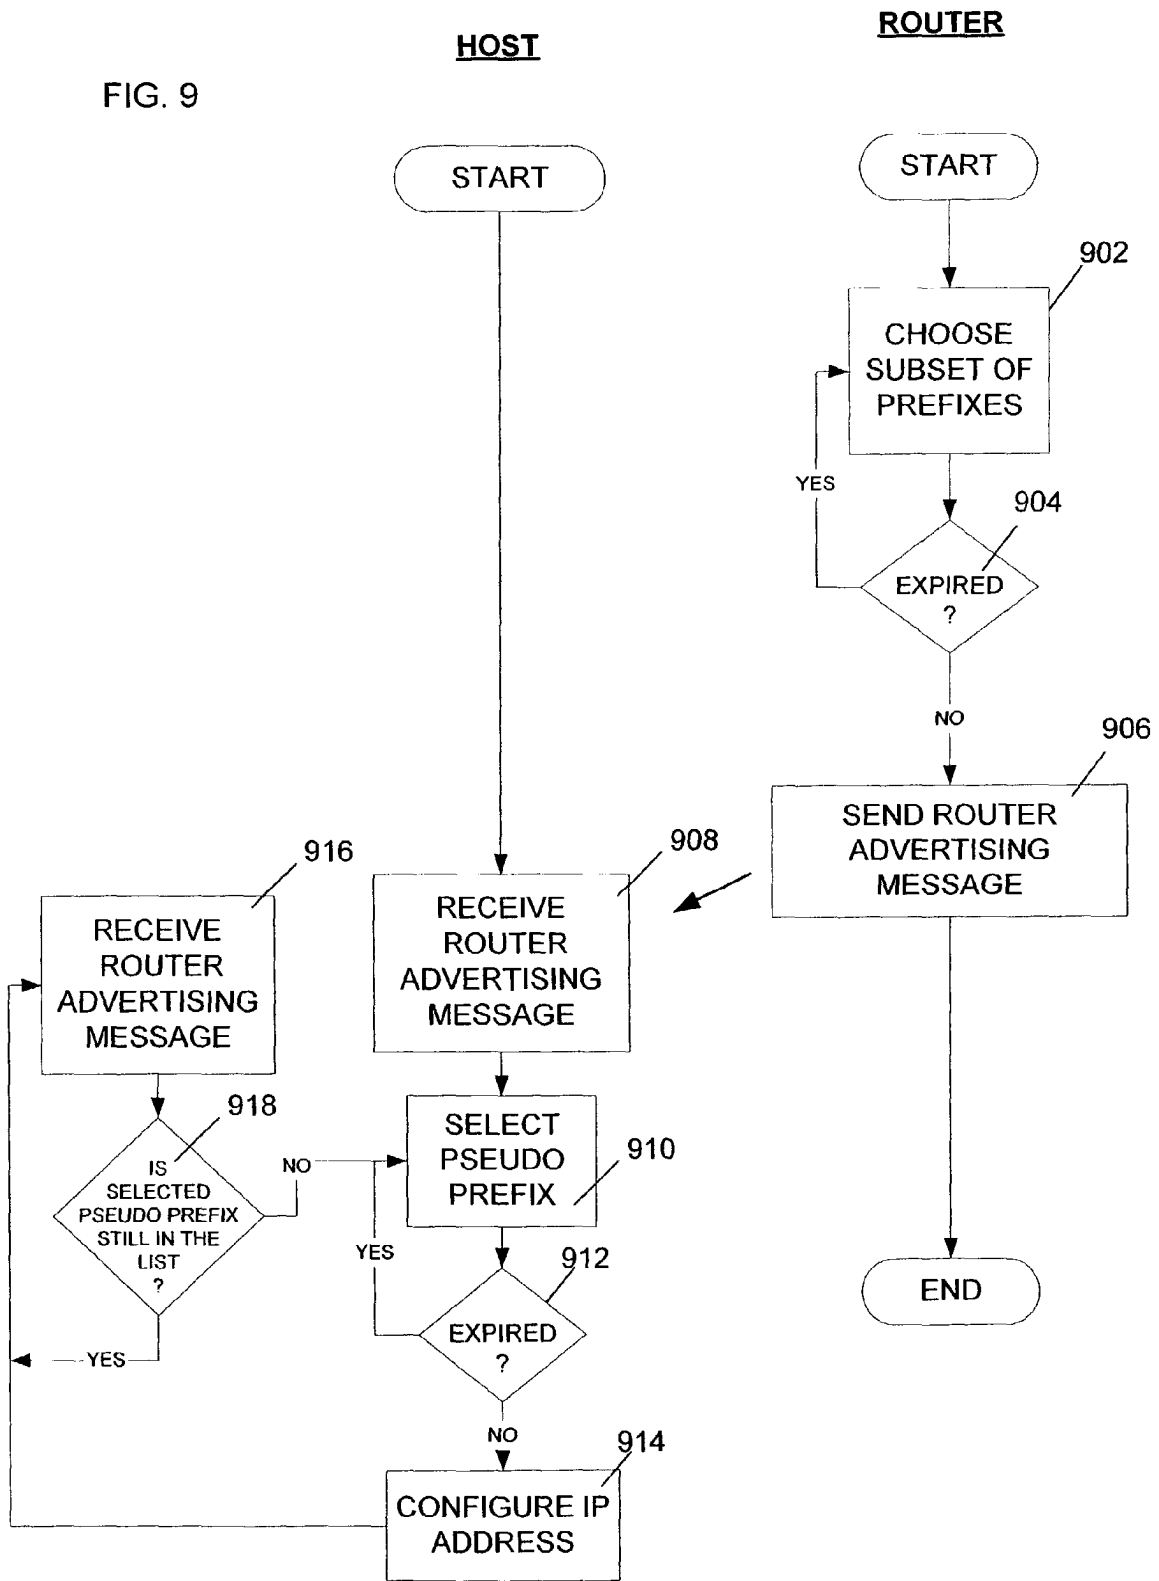 HOST
ROUTER
FIG. 9
START
START
902
CHOOSE
SUBSET OF
PREFIXES
YES
904
EXPIRED
?
NO
906
SEND ROUTER
ADVERTISING
MESSAGE
908
RECEIVE
ROUTER
ADVERTISING
MESSAGE
916
RECEIVE
ROUTER
ADVERTISING
MESSAGE
918
IS
SELECTED
PSEUDO PREFIX
STILL IN THE
LIST
?
NO
YES
SELECT
PSEUDO
PREFIX
910
YES
912
EXPIRED
?
NO
914
CONFIGURE IP
ADDRESS
END